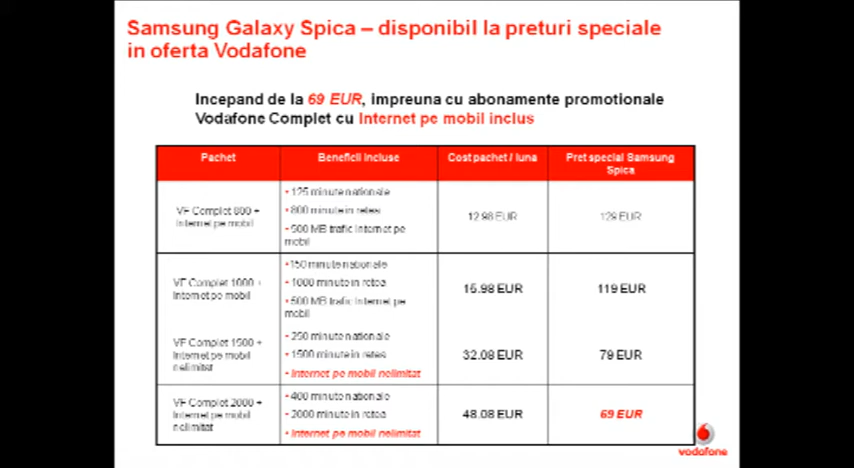 Samsung Galaxy Spica – disponibil la preturi speciale
in oferta Vodafone
Incepand de la 69 EUR, impreuna cu abonamente promotionale
Vodafone Complet cu Internet pe mobil inclus
Pachet
Beneficii incluse
Cost pachet / luna
Pret special Samsung
Spica
VF Complet 800 +
Internet pe mobil
• 125 minute nationale
• 800 minute in retea
• 500 MB trafic Internet pe
mobil
12.98 EUR
129 EUR
VF Complet 1000 +
Internet pe mobil
• 150 minute nationale
• 1000 minute in retea
• 500 MB trafic Internet pe
mobil
15.98 EUR
119 EUR
VF Complet 1500 +
Internet pe mobil
nelimitat
• 250 minute nationale
• 1500 minute in retea
• Internet pe mobil nelimitat
32.08 EUR
79 EUR
VF Complet 2000 +
Internet pe mobil
nelimitat
• 400 minute nationale
• 2000 minute in retea
• Internet pe mobil nelimitat
48.08 EUR
69 EUR
vodafone